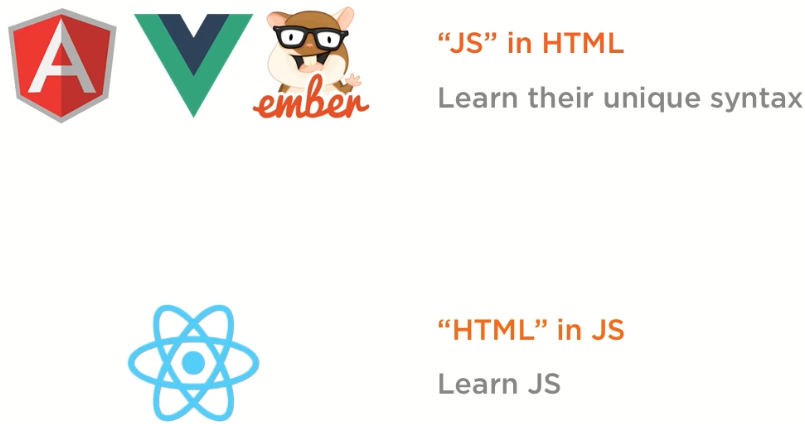 A
ember
“JS” in HTML
Learn their unique syntax
“HTML” in JS
Learn JS